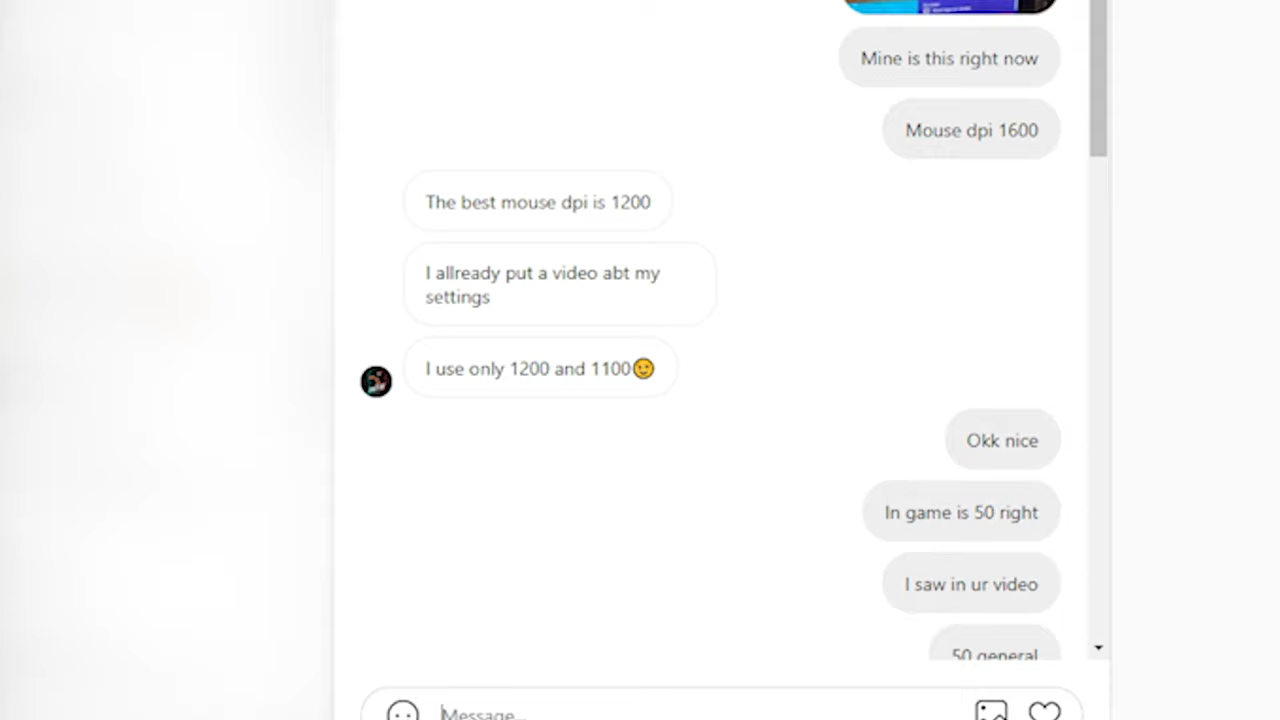 Mine is this right now
Mouse dpi 1600
The best mouse dpi is 1200
I allready put a video abt my
settings
I use only 1200 and 1100🙂
Okk nice
In game is 50 right
I saw in ur video
50 general
Message...